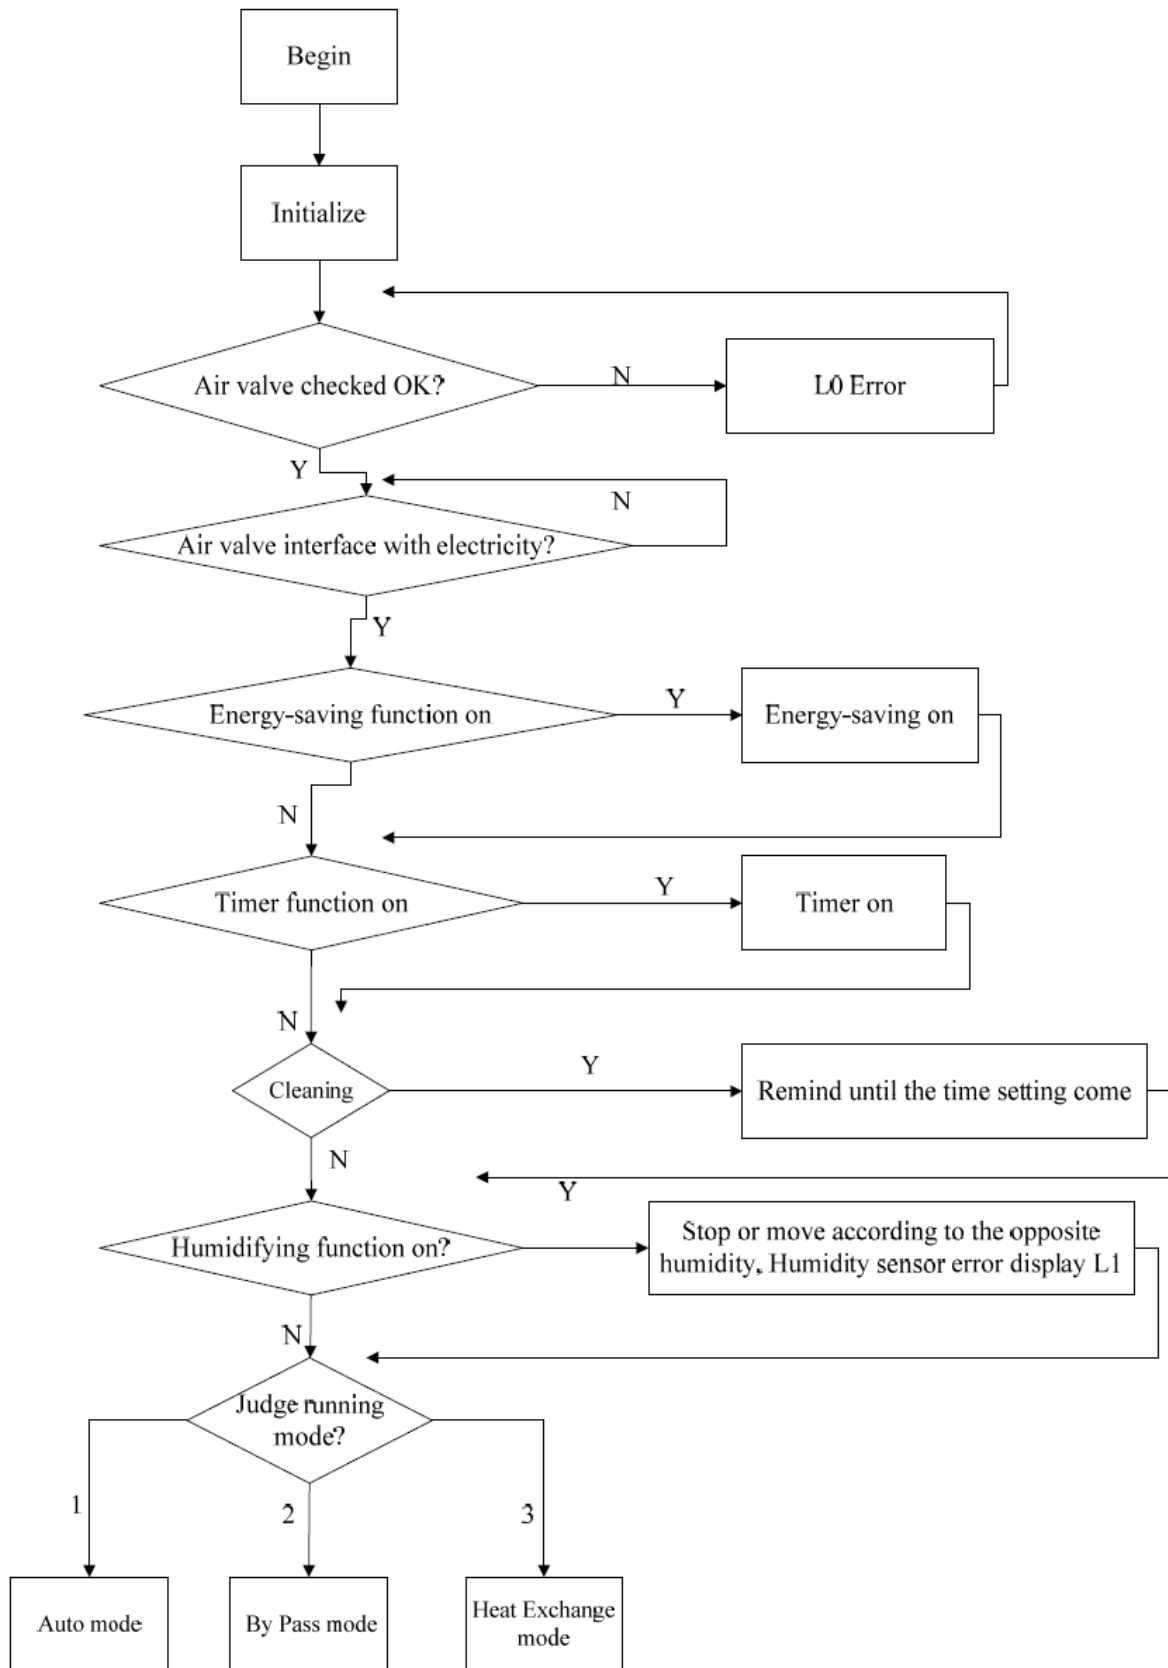 Begin
Initialize
Air valve checked OK?
N
L0 Error
Y
N
Air valve interface with electricity?
Y
Energy-saving function on
Y
Energy-saving on
N
Timer function on
Y
Timer on
N
Cleaning
Y
Remind until the time setting come
N
Y
Humidifying function on?
Stop or move according to the opposite
humidity, Humidity sensor error display L1
N
Judge running
mode?
1
2
3
Auto mode
By Pass mode
Heat Exchange
mode